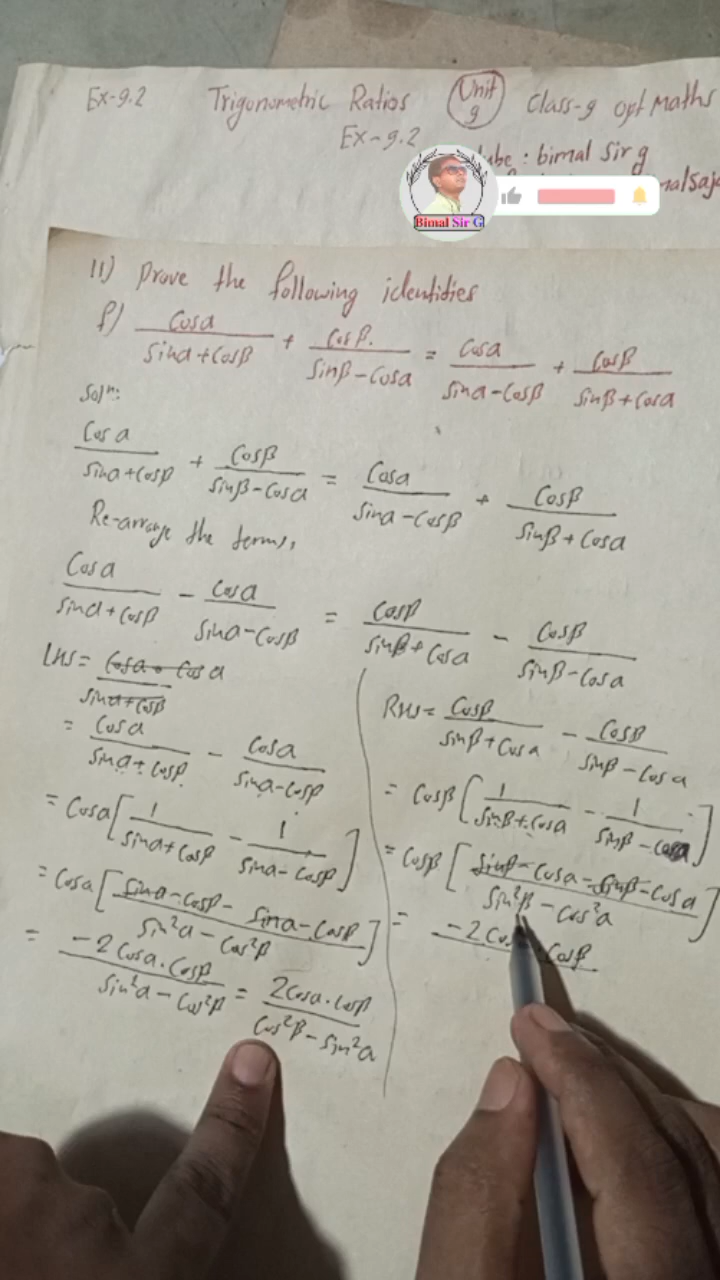 Ex-9.2 Trigonometric Ratios Unit 9 Class-9 opt Maths
Ex-9.2
: bimal Sir g
Bimal Sir G
11) Prove the following identities
f) Cosα/(Sinα+Cosβ) + Cosβ/(Sinβ-Cosα) = Cosα/(Sinα-Cosβ) + Cosβ/(Sinβ+Cosα)
Solⁿ:
Cosα/(Sinα+Cosβ) + Cosβ/(Sinβ-Cosα) = Cosα/(Sinα-Cosβ) + Cosβ/(Sinβ+Cosα)
Re-arrange the terms,
Cosα/(Sinα+Cosβ) - Cosα/(Sinα-Cosβ) = Cosβ/(Sinβ+Cosα) - Cosβ/(Sinβ-Cosα)
LHS =
= Cosα/(Sinα+Cosβ) - Cosα/(Sinα-Cosβ)
= Cosα[1/(Sinα+Cosβ) - 1/(Sinα-Cosβ)]
= Cosα[(Sinα-Cosβ-Sinα-Cosβ)/(Sin²α-Cos²β)]
= -2Cosα.Cosβ/(Sin²α-Cos²β) = 2Cosα.Cosβ/(Cos²β-Sin²α)
RHS = Cosβ/(Sinβ+Cosα) - Cosβ/(Sinβ-Cosα)
= Cosβ[1/(Sinβ+Cosα) - 1/(Sinβ-Cosα)]
= Cosβ[(Sinβ-Cosα-Sinβ-Cosα)/(Sin²β-Cos²α)]
= -2 Cosβ